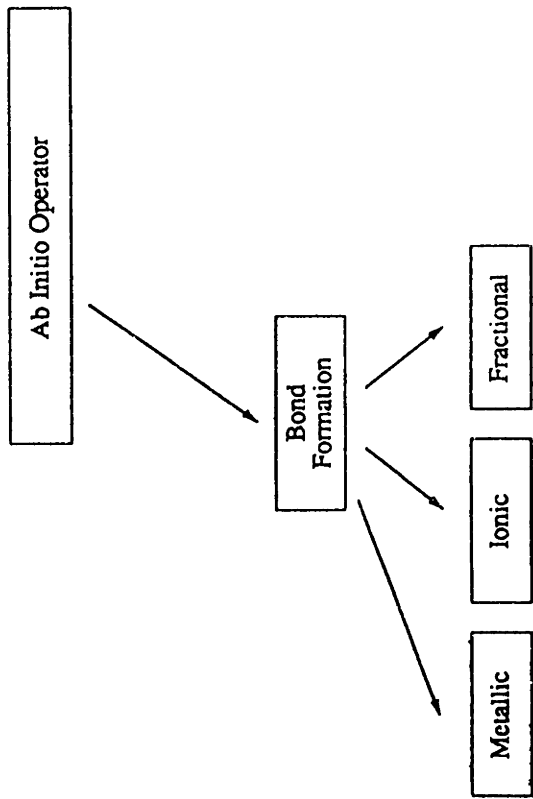 Ab Initio Operator
Bond
Formation
Metallic
Ionic
Fractional